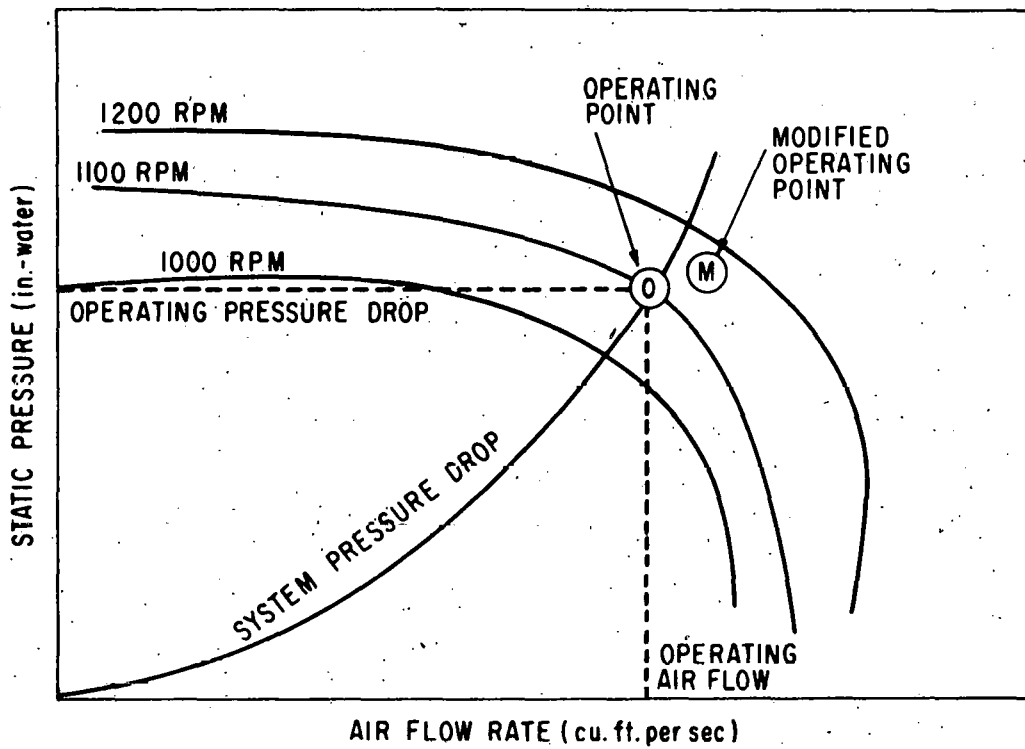 OPERATING
POINT
1200 RPM
MODIFIED
OPERATING
POINT
1100 RPM
1000 RPM
M
O
OPERATING PRESSURE DROP
STATIC PRESSURE (in.-water)
SYSTEM PRESSURE DROP
OPERATING
AIR FLOW
AIR FLOW RATE (cu. ft. per sec)